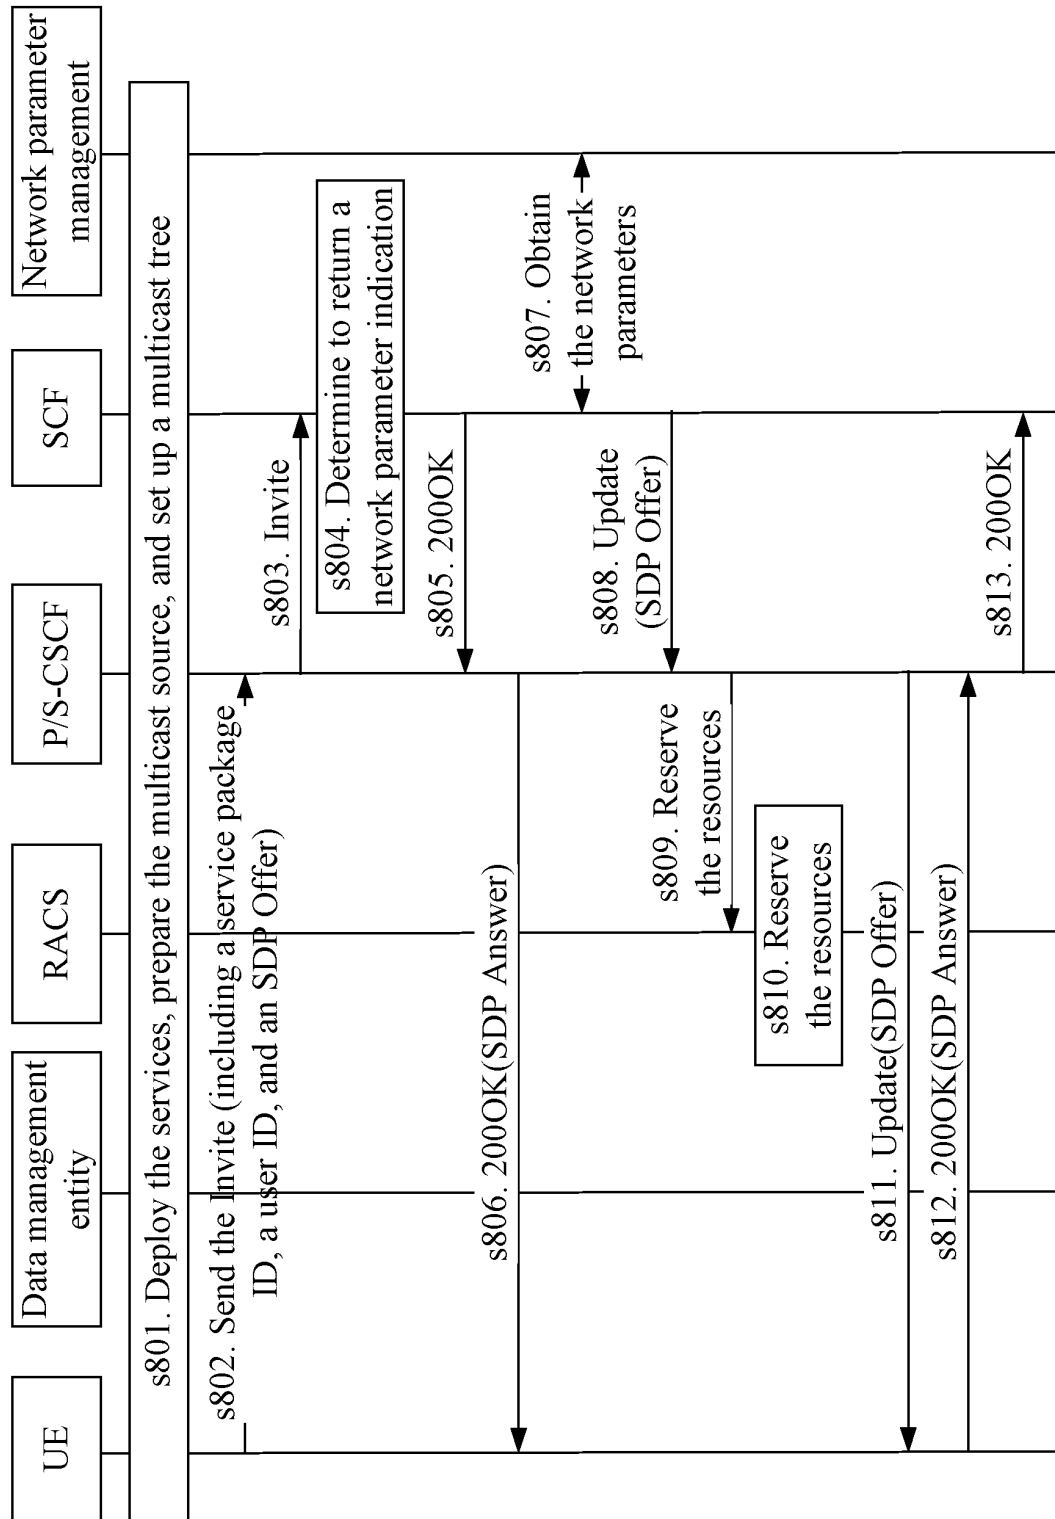 UE
Data management
entity
RACS
P/S-CSCF
SCF
Network parameter
management
s801. Deploy the services, prepare the multicast source, and set up a multicast tree
s802. Send the Invite (including a service package
ID, a user ID, and an SDP Offer)
s803. Invite
s804. Determine to return a
network parameter indication
s805. 200OK
s806. 200OK(SDP Answer)
s807. Obtain
the network
parameters
s808. Update
(SDP Offer)
s809. Reserve
the resources
s810. Reserve
the resources
s811. Update(SDP Offer)
s812. 200OK(SDP Answer)
s813. 200OK